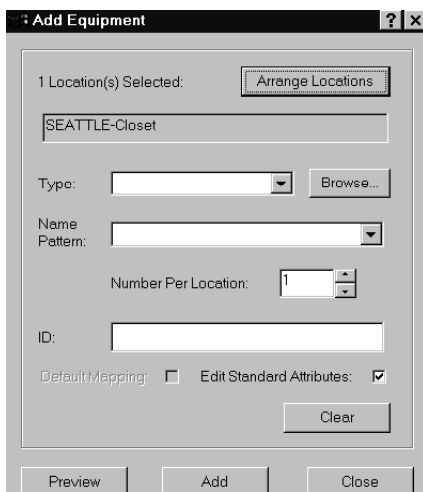 Add Equipment
1 Location(s) Selected: Arrange Locations
SEATTLE-Closet
Type: Browse...
Name
Pattern:
Number Per Location: 1
ID:
Default Mapping: Edit Standard Attributes:
Clear
Preview Add Close